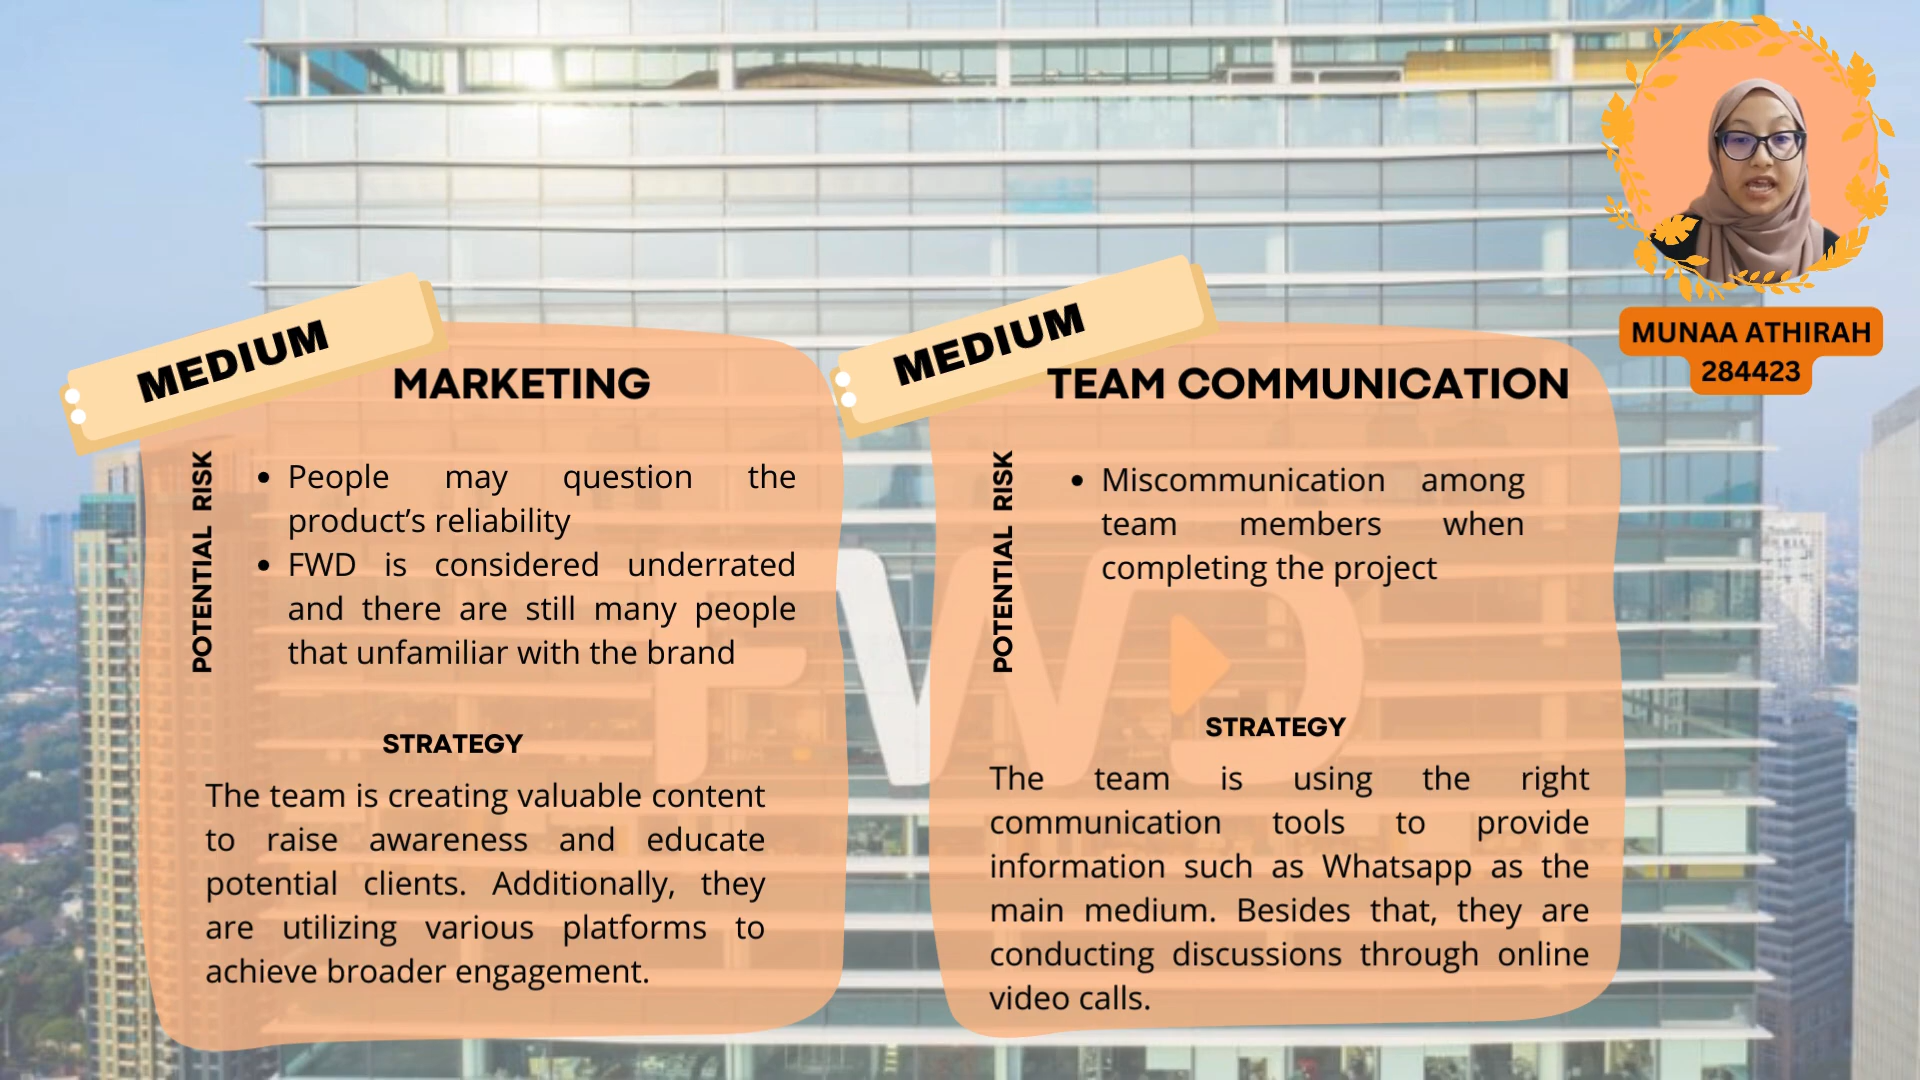 MUNAA ATHIRAH
284423
MEDIUM
MARKETING
POTENTIAL RISK
• People may question the
product’s reliability
• FWD is considered underrated
and there are still many people
that unfamiliar with the brand
STRATEGY
The team is creating valuable content
to raise awareness and educate
potential clients. Additionally, they
are utilizing various platforms to
achieve broader engagement.
MEDIUM
TEAM COMMUNICATION
POTENTIAL RISK
• Miscommunication among
team members when
completing the project
STRATEGY
The team is using the right
communication tools to provide
information such as Whatsapp as the
main medium. Besides that, they are
conducting discussions through online
video calls.
FWD